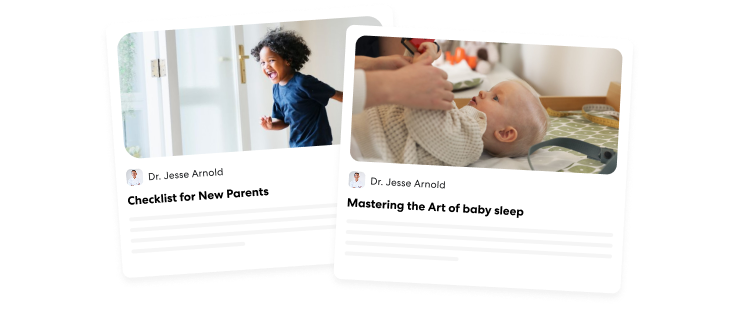 Dr. Jesse Arnold
Checklist for New Parents
Dr. Jesse Arnold
Mastering the Art of baby sleep